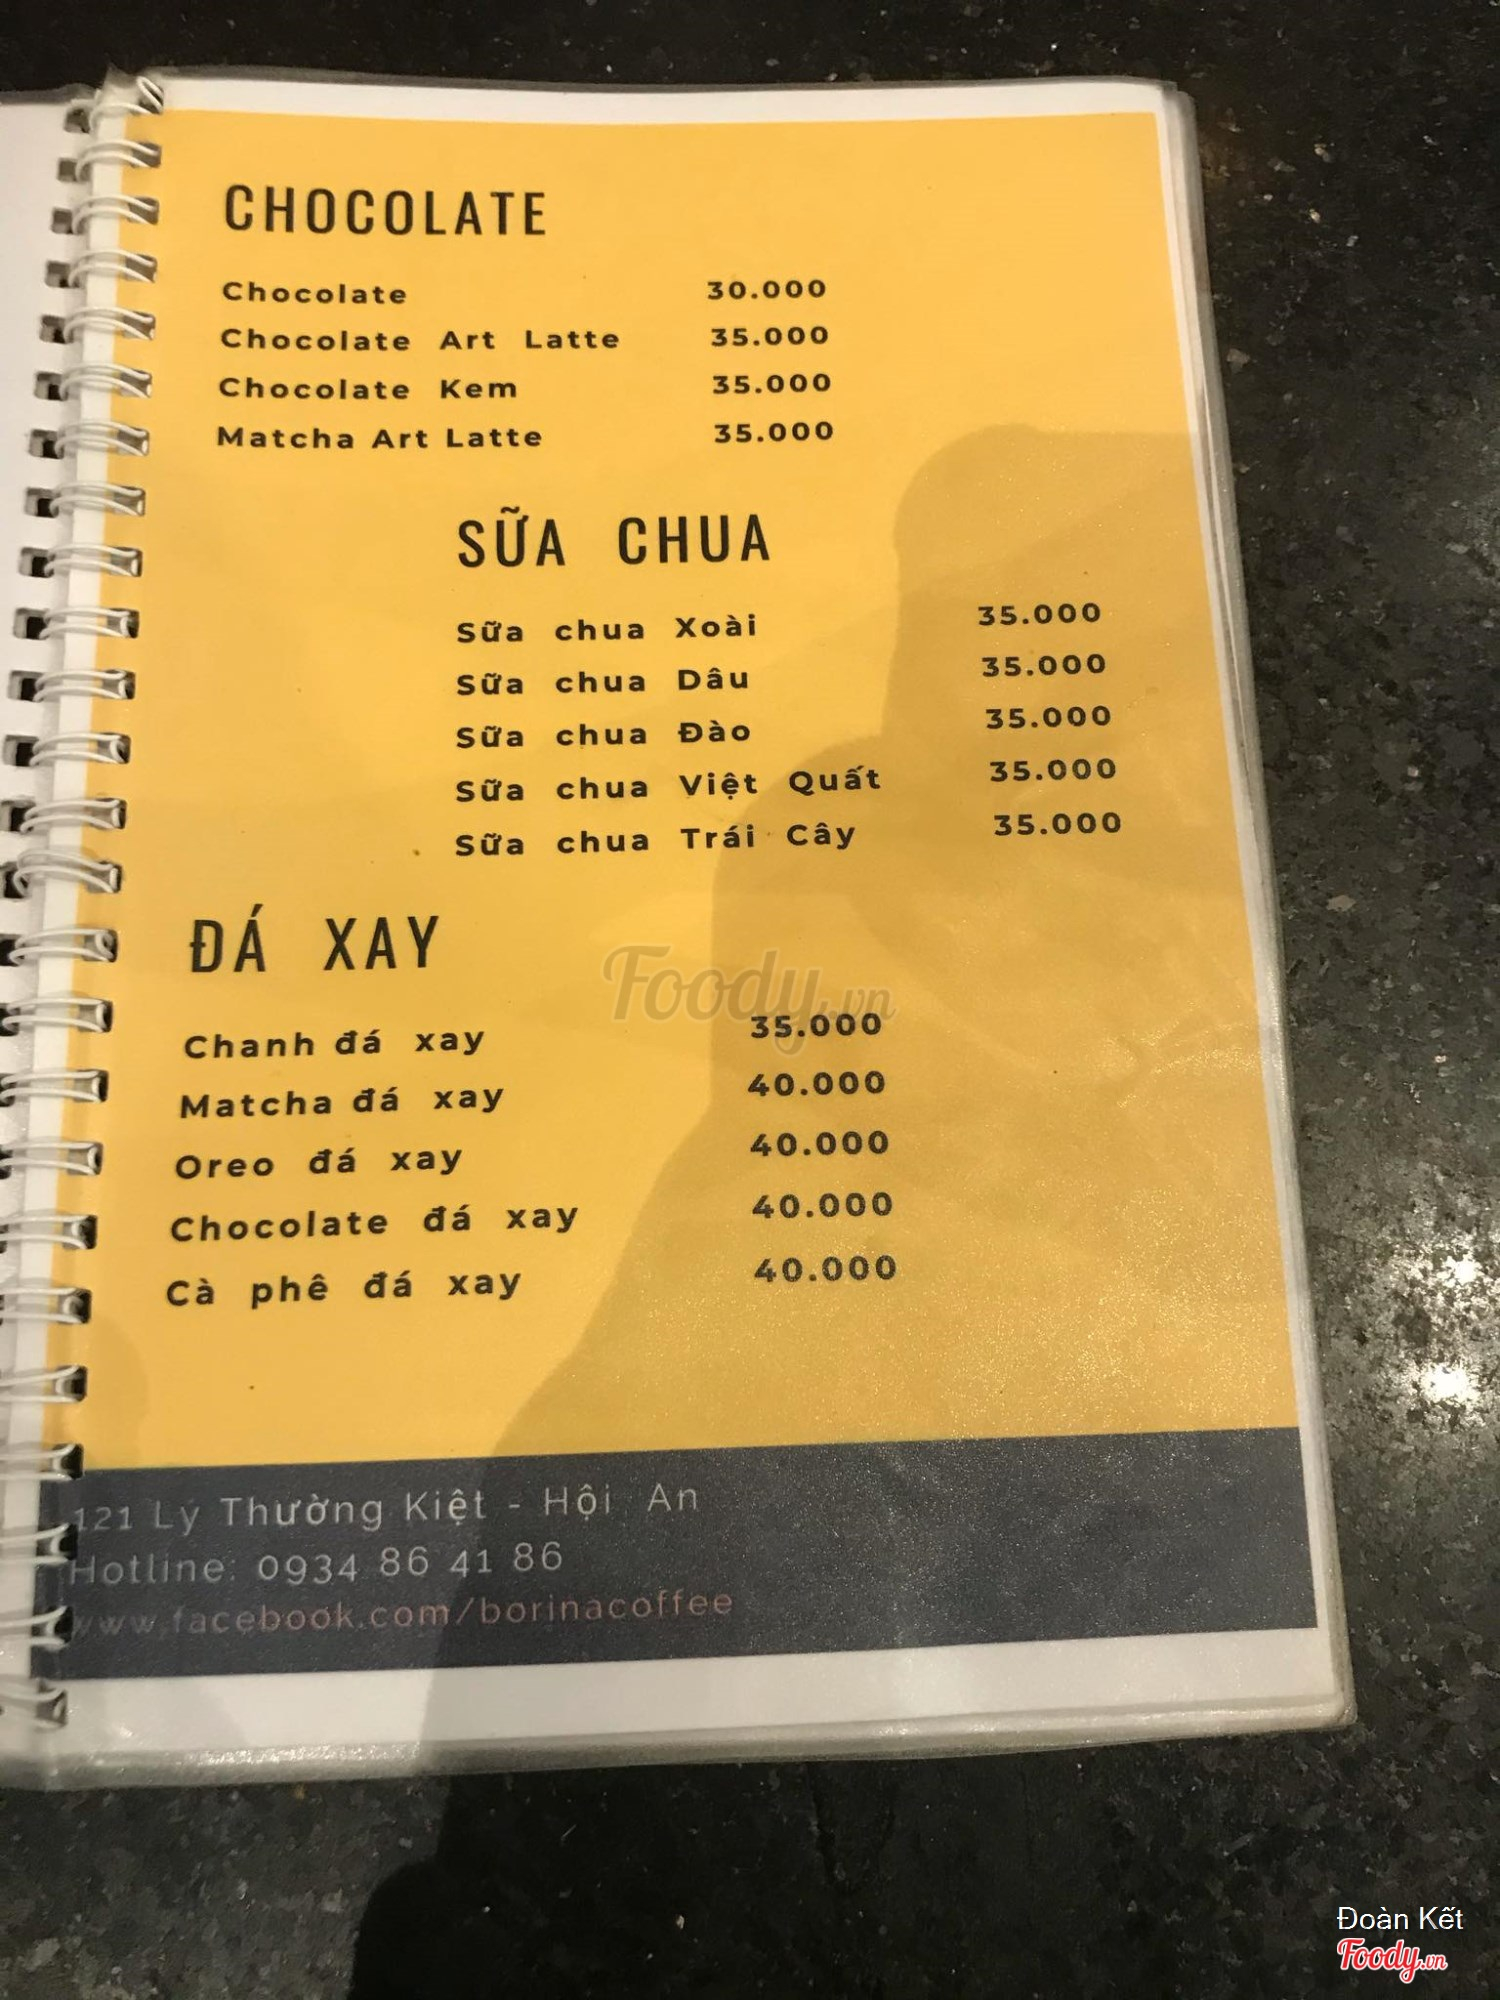 CHOCOLATE
Chocolate 30.000
Chocolate Art Latte 35.000
Chocolate Kem 35.000
Matcha Art Latte 35.000
SỮA CHUA
Sữa chua Xoài 35.000
Sữa chua Dâu 35.000
Sữa chua Đào 35.000
Sữa chua Việt Quất 35.000
Sữa chua Trái Cây 35.000
ĐÁ XAY
Foody.vn
Chanh đá xay 35.000
Matcha đá xay 40.000
Oreo đá xay 40.000
Chocolate đá xay 40.000
Cà phê đá xay 40.000
121 Lý Thường Kiệt - Hội An
Hotline: 0934 86 41 86
www.facebook.com/borinacoffee
Đoàn Kết
Foody.vn